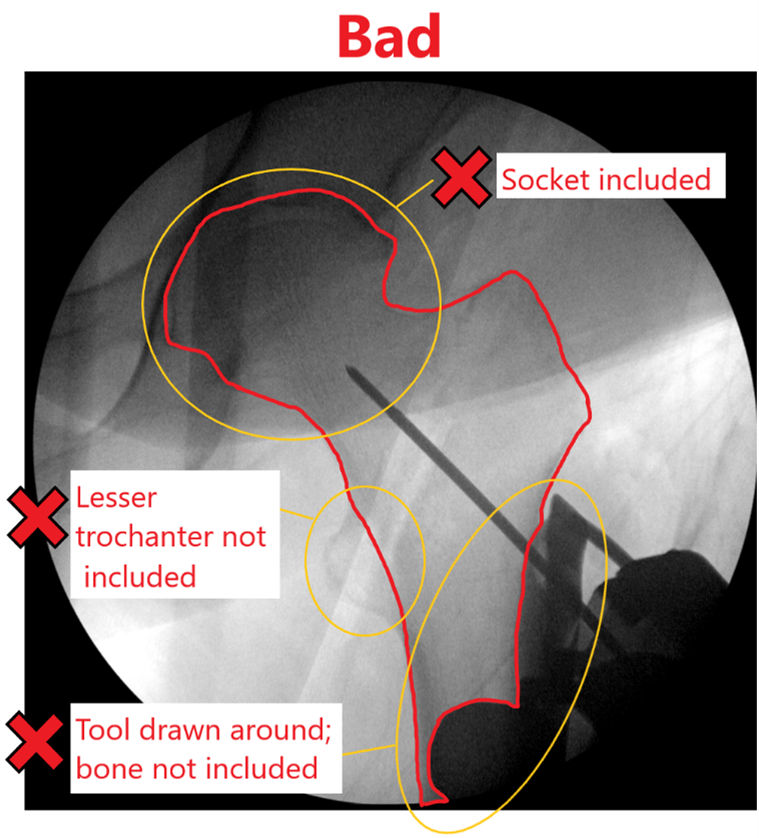 Bad
Socket included
Lesser
trochanter not
included
Tool drawn around;
bone not included